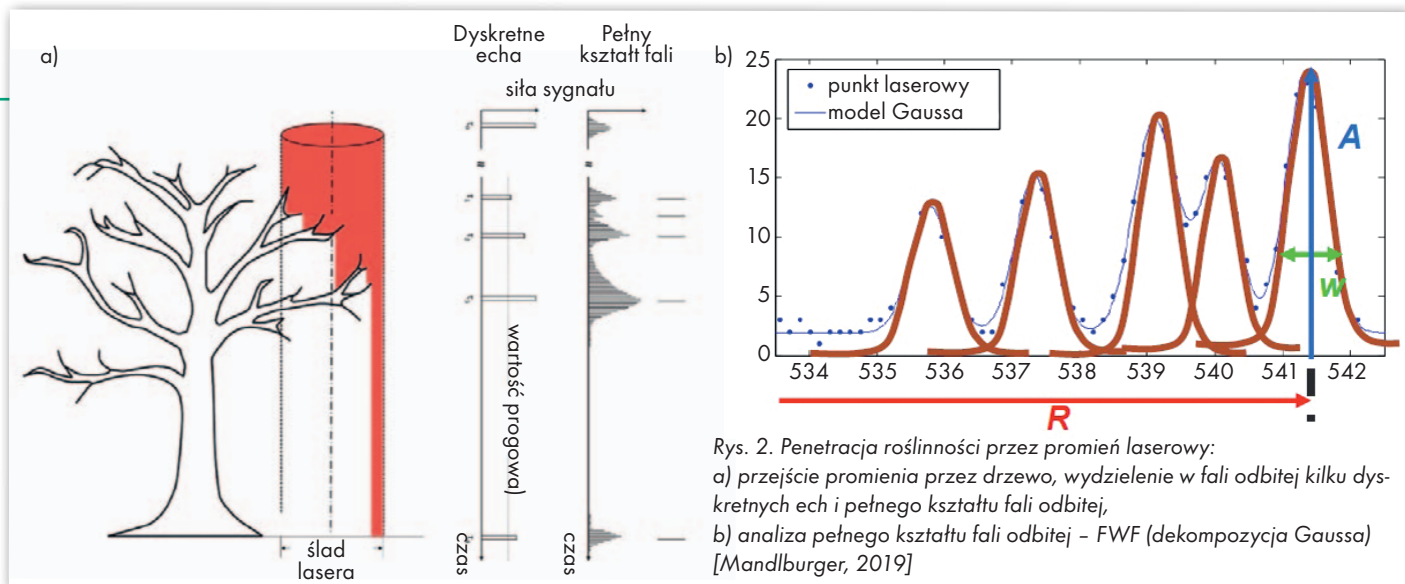 a)
Dyskretne
echa
Pełny
kształt fali
siła sygnału
wartość progowa)
czas
czas
ślad
lasera
b)
25
20
15
10
5
0
punkt laserowy
model Gaussa
A
w
534 535 536 537 538 539 540 541 542
R
Rys. 2. Penetracja roślinności przez promień laserowy:
a) przejście promienia przez drzewo, wydzielenie w fali odbitej kilku dys-
kretnych ech i pełnego kształtu fali odbitej,
b) analiza pełnego kształtu fali odbitej – FWF (dekompozycja Gaussa)
[Mandlburger, 2019]